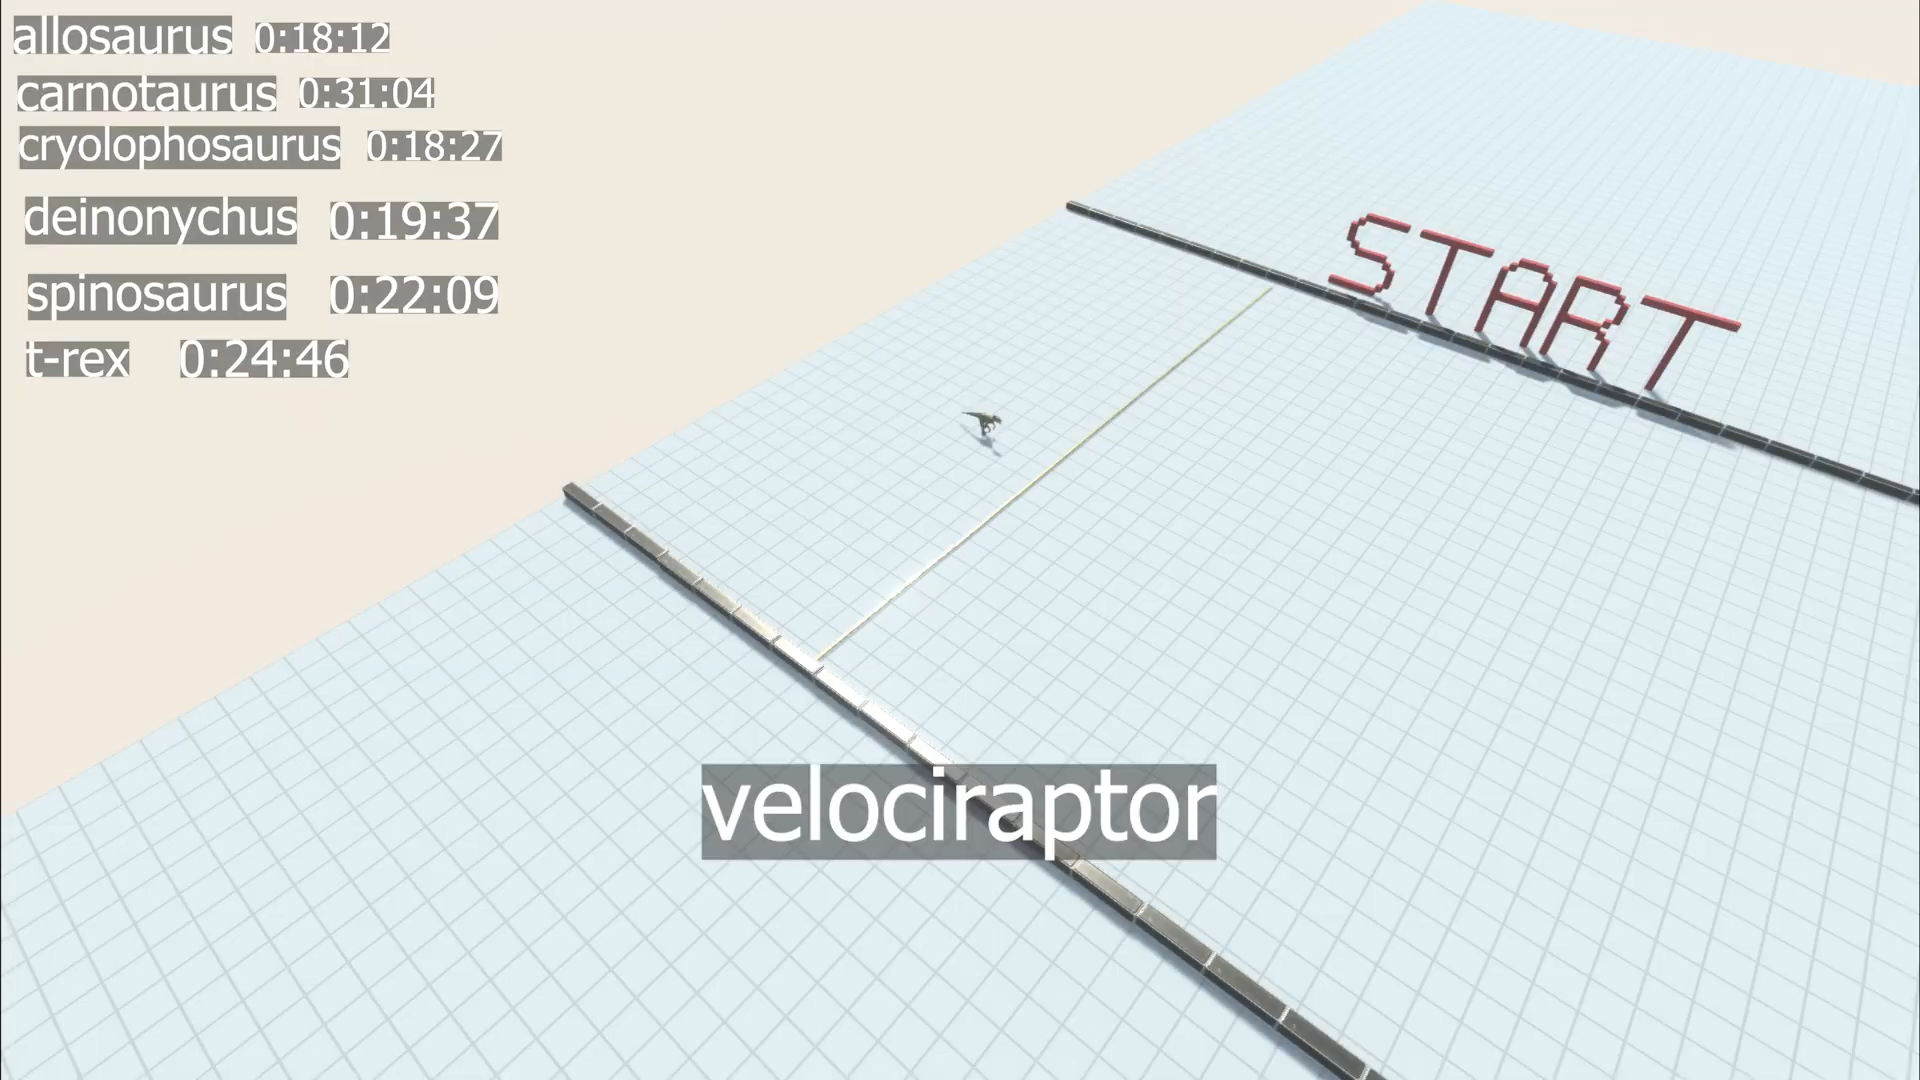 allosaurus 0:18:12
carnotaurus 0:31:04
cryolophosaurus 0:18:27
deinonychus 0:19:37
spinosaurus 0:22:09
t-rex 0:24:46
START
velociraptor